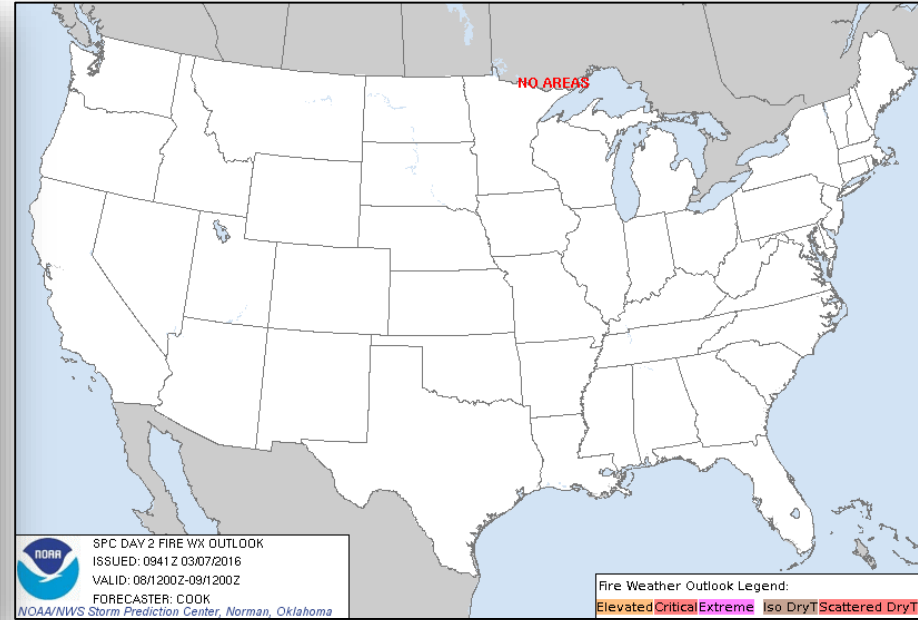 NO AREAS
NOAA
SPC DAY 2 FIRE WX OUTLOOK
ISSUED: 0941Z 03/07/2016
VALID: 08/1200Z-09/1200Z
FORECASTER: COOK
NOAA/NWS Storm Prediction Center, Norman, Oklahoma
Fire Weather Outlook Legend:
Elevated Critical Extreme Iso DryT Scattered DryT